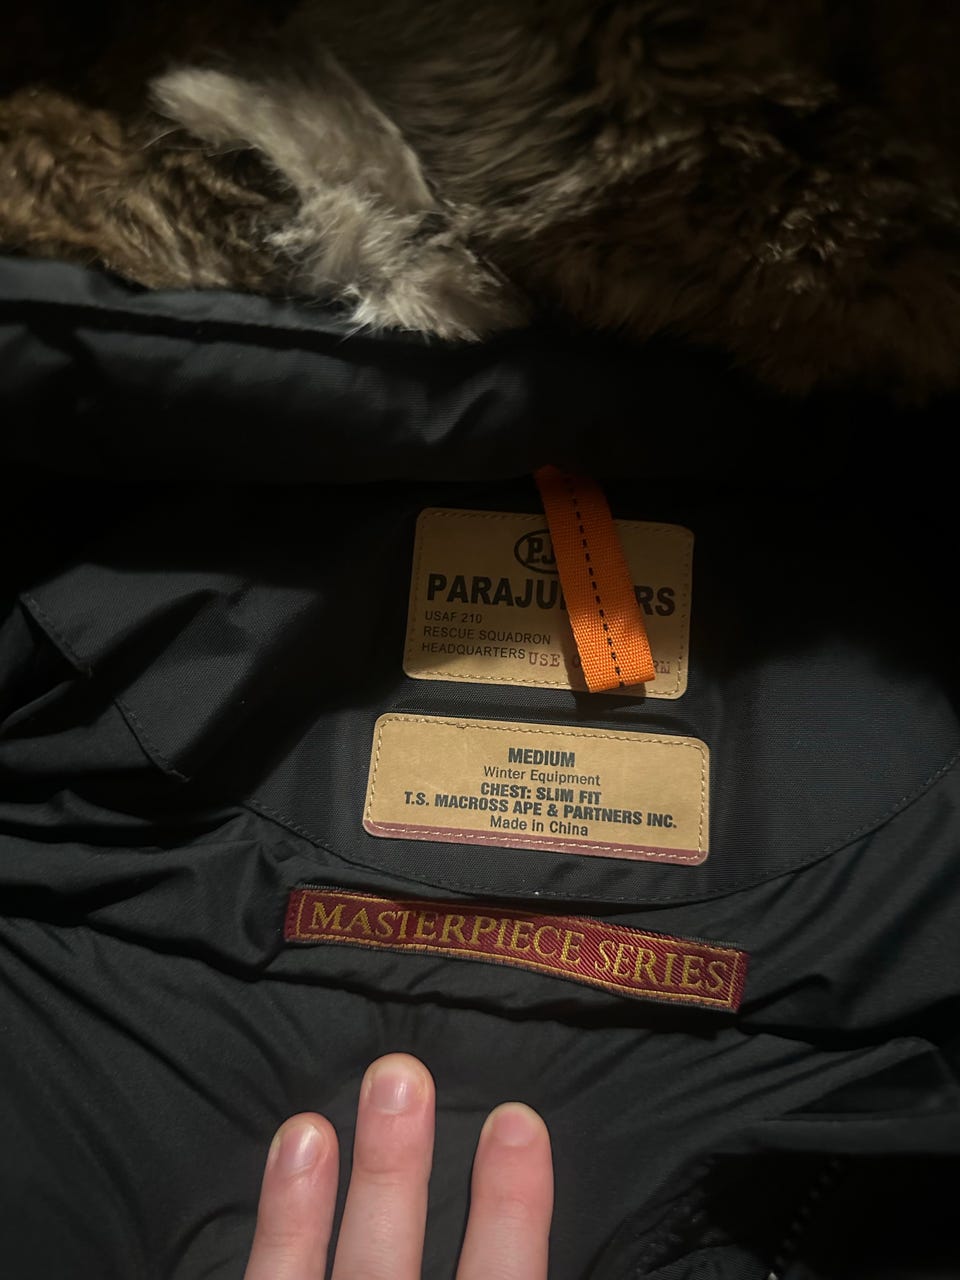 PJ
USAF 210
RESCUE SQUADRON
HEADQUARTERS
USE
MEDIUM
Winter Equipment
CHEST: SLIM FIT
T.S. MACROSS APE & PARTNERS INC.
Made in China
MASTERPIECE SERIES